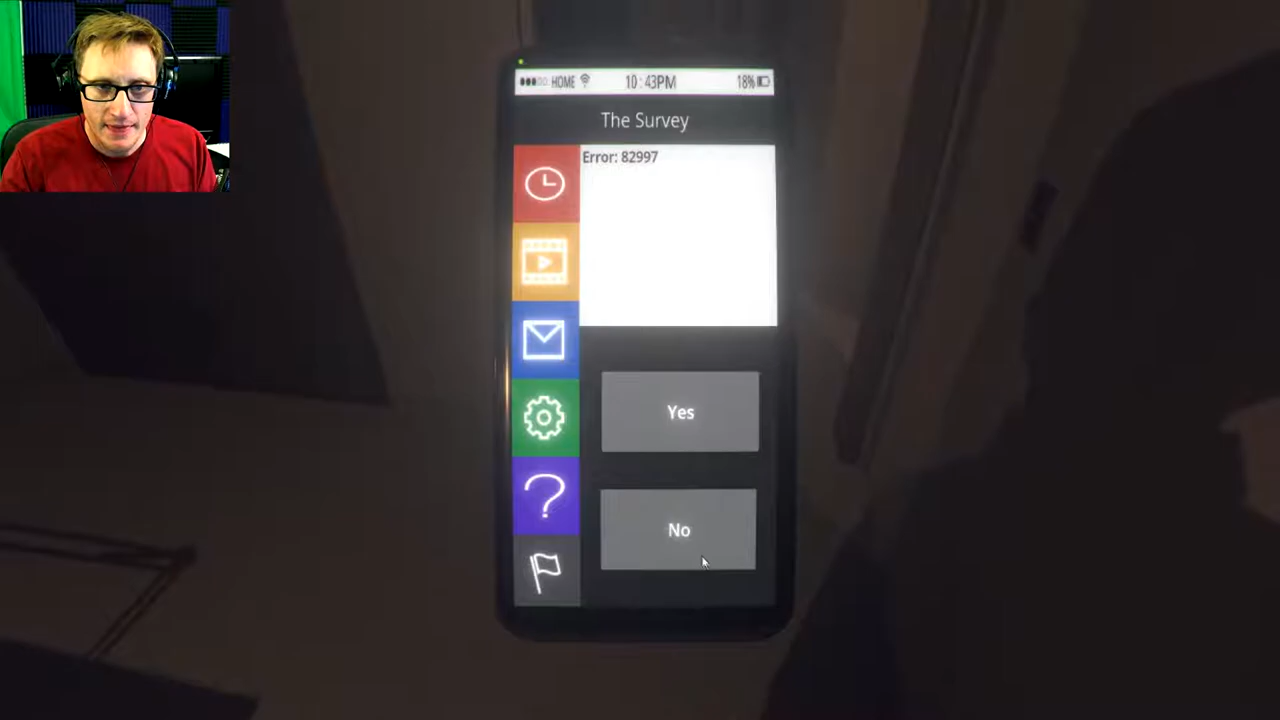 HOME 10:43PM 18%
The Survey
Error: 82997
Yes
No